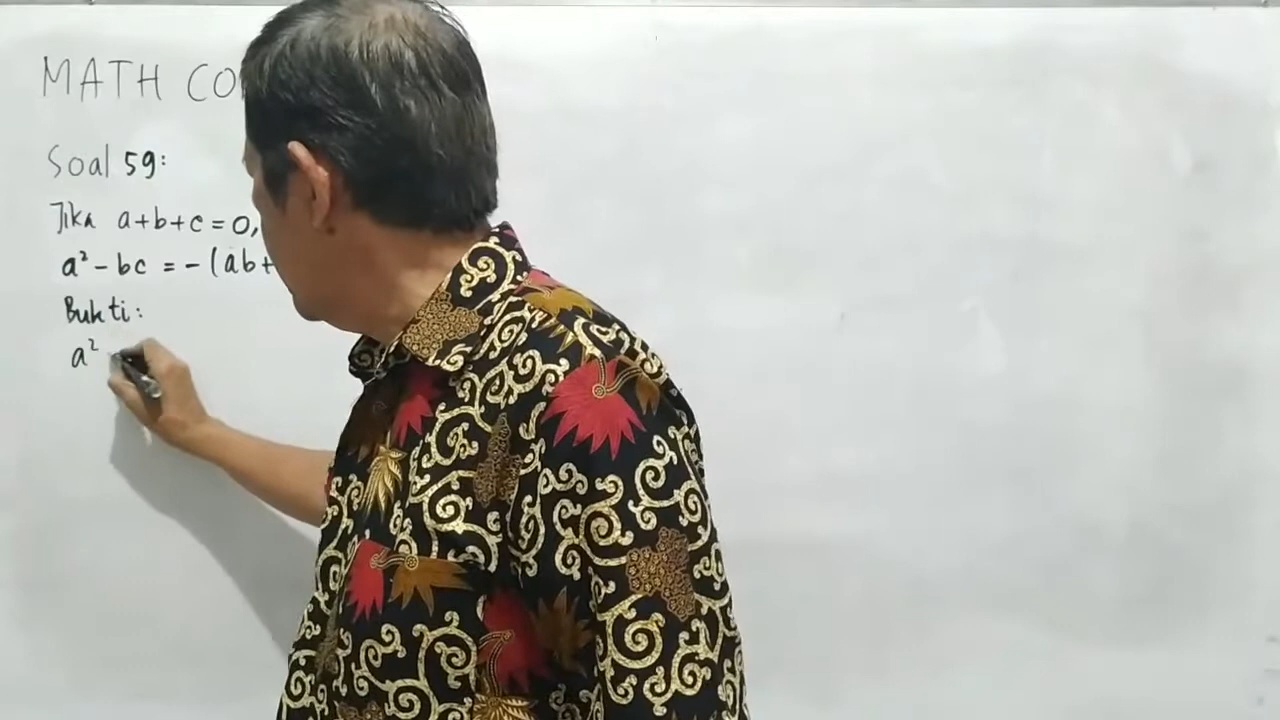 MATH CO
Soal 59:
Jika a+b+c=0,
a²-bc = -(ab+
Bukti:
a²